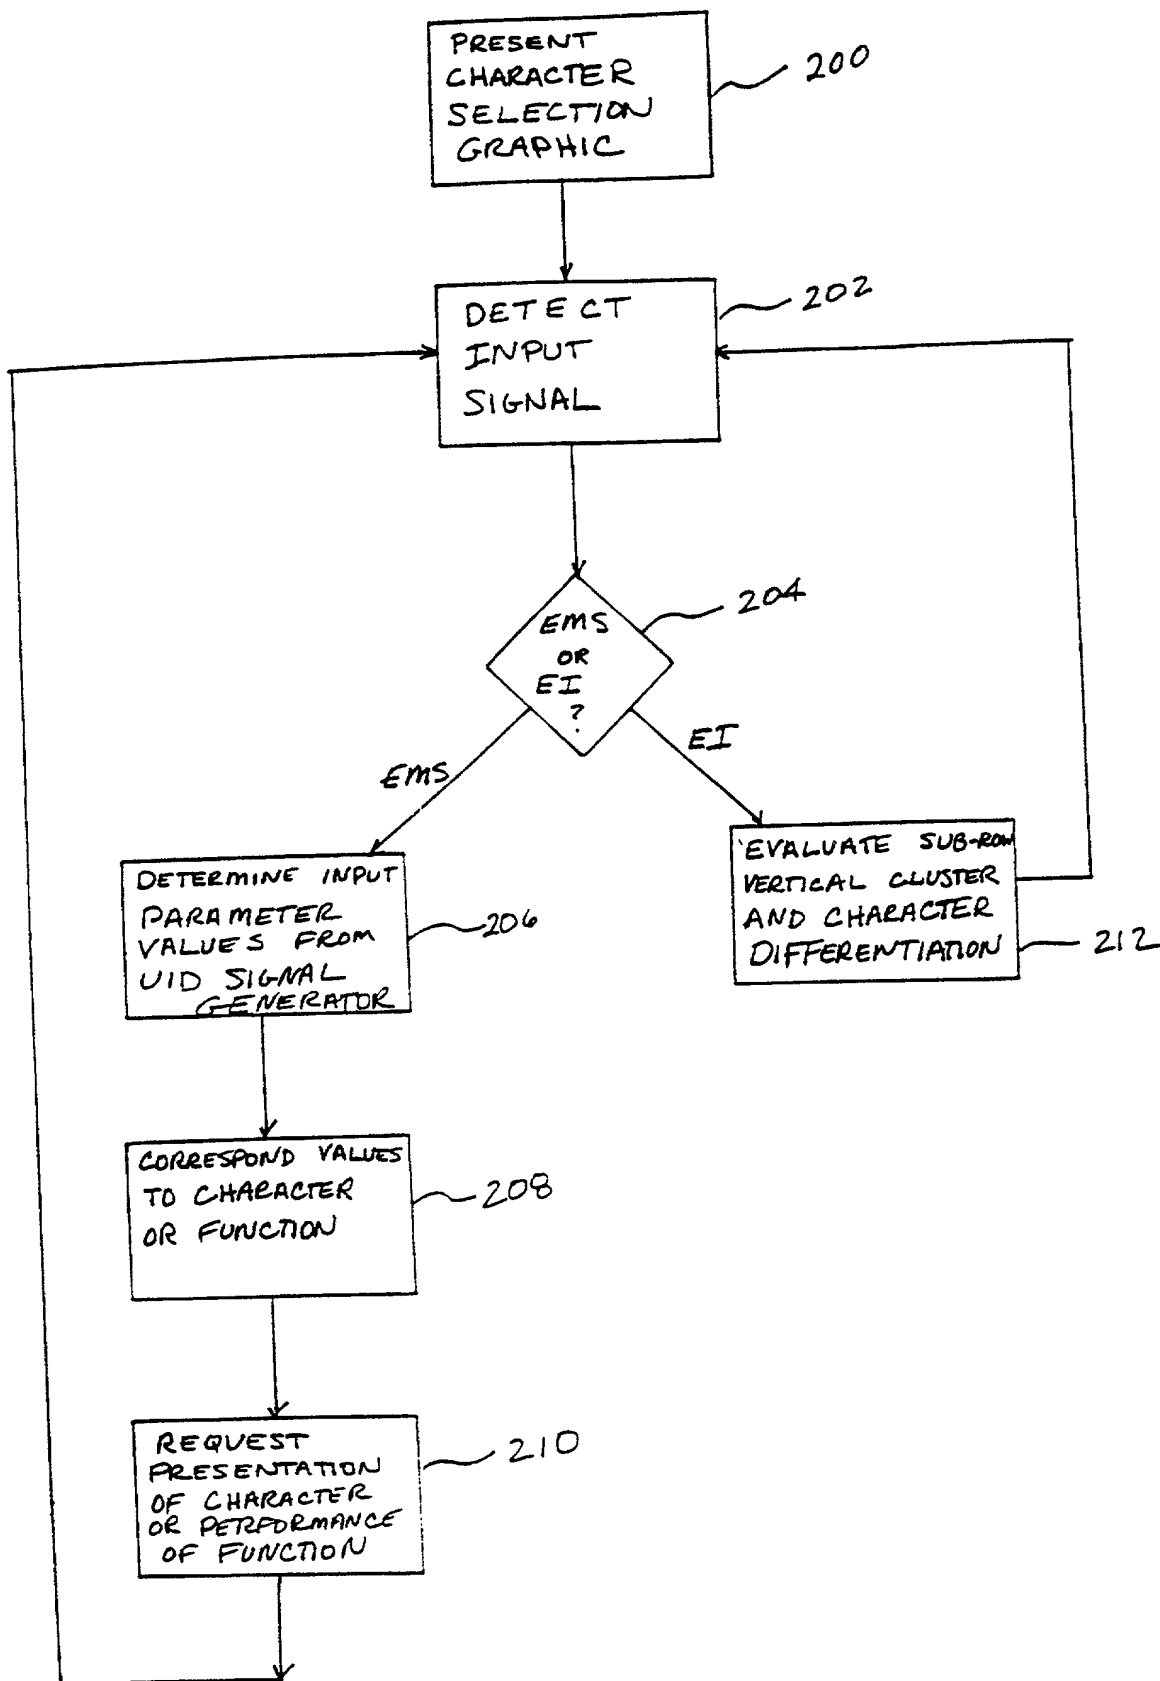 PRESENT
CHARACTER
SELECTION
GRAPHIC
200
DETECT
INPUT
SIGNAL
202
EMS
OR
EI
?
204
EMS
EI
DETERMINE INPUT
PARAMETER
VALUES FROM
UID SIGNAL
GENERATOR
206
EVALUATE SUB-ROW
VERTICAL CLUSTER
AND CHARACTER
DIFFERENTIATION
212
CORRESPOND VALUES
TO CHARACTER
OR FUNCTION
208
REQUEST
PRESENTATION
OF CHARACTER
OR PERFORMANCE
OF FUNCTION
210